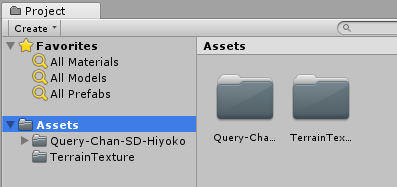 Project
Create
Favorites
All Materials
All Models
All Prefabs
Assets
Query-Chan-SD-Hiyoko
TerrainTexture
Assets
Query-Cha...
TerrainTex...